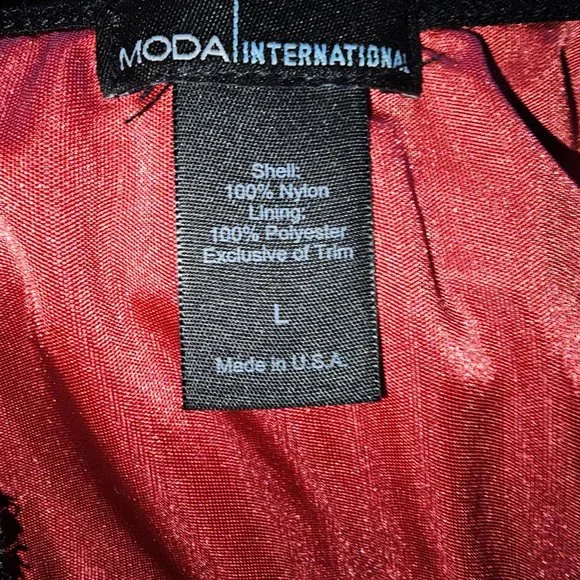 MODA INTERNATIONAL
Shell:
100% Nylon
Lining:
100% Polyester
Exclusive of Trim
L
Made in U.S.A.